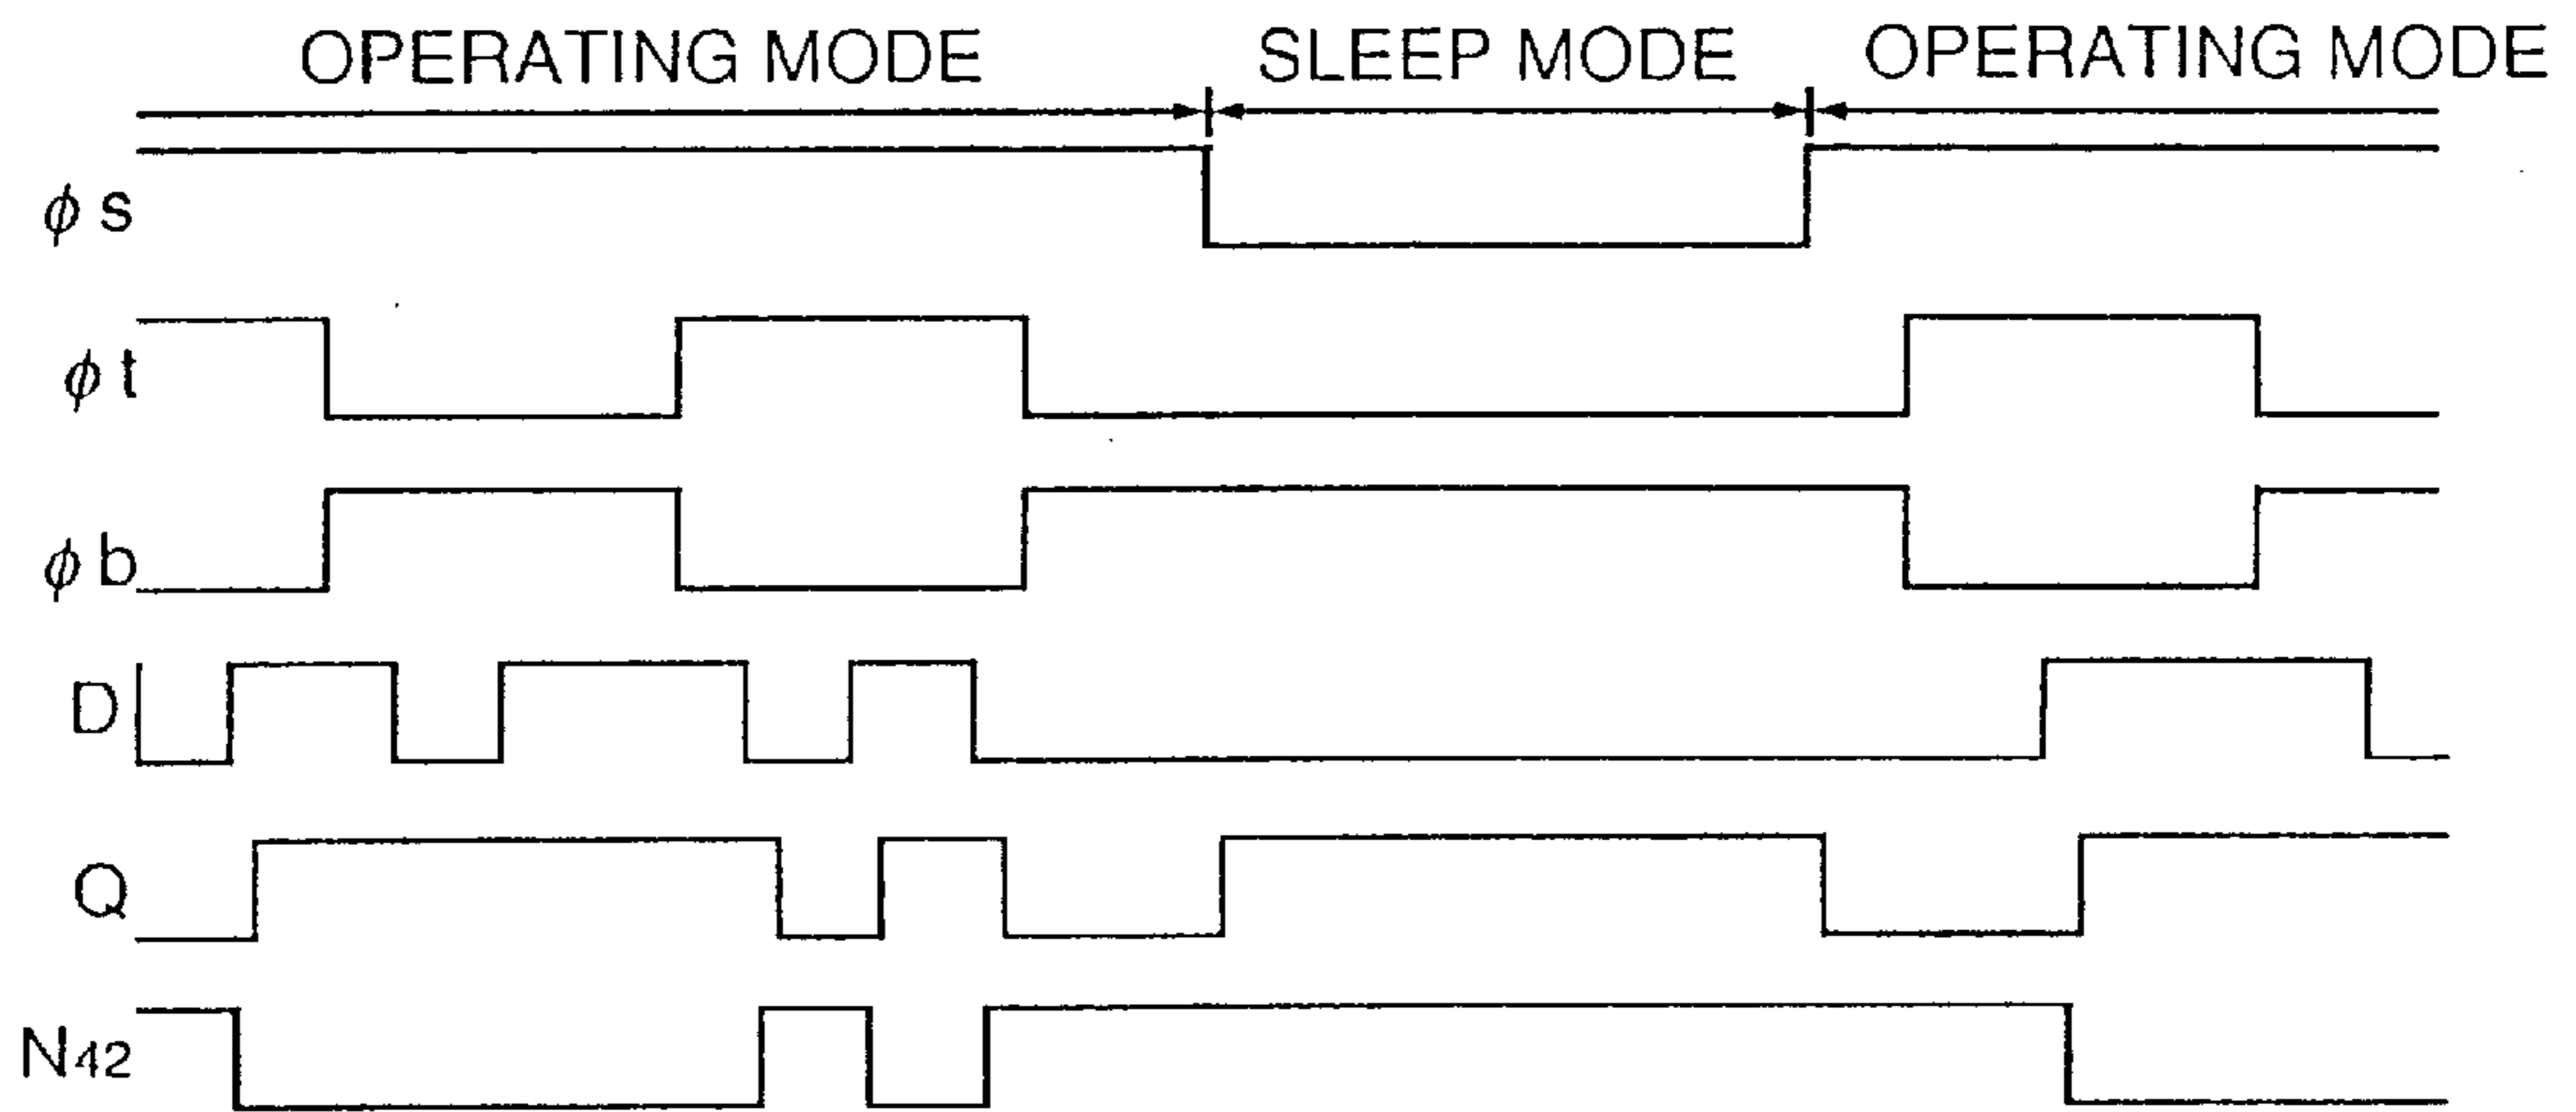 OPERATING MODE SLEEP MODE OPERATING MODE
φ s
φ t
φ b
D
Q
N42